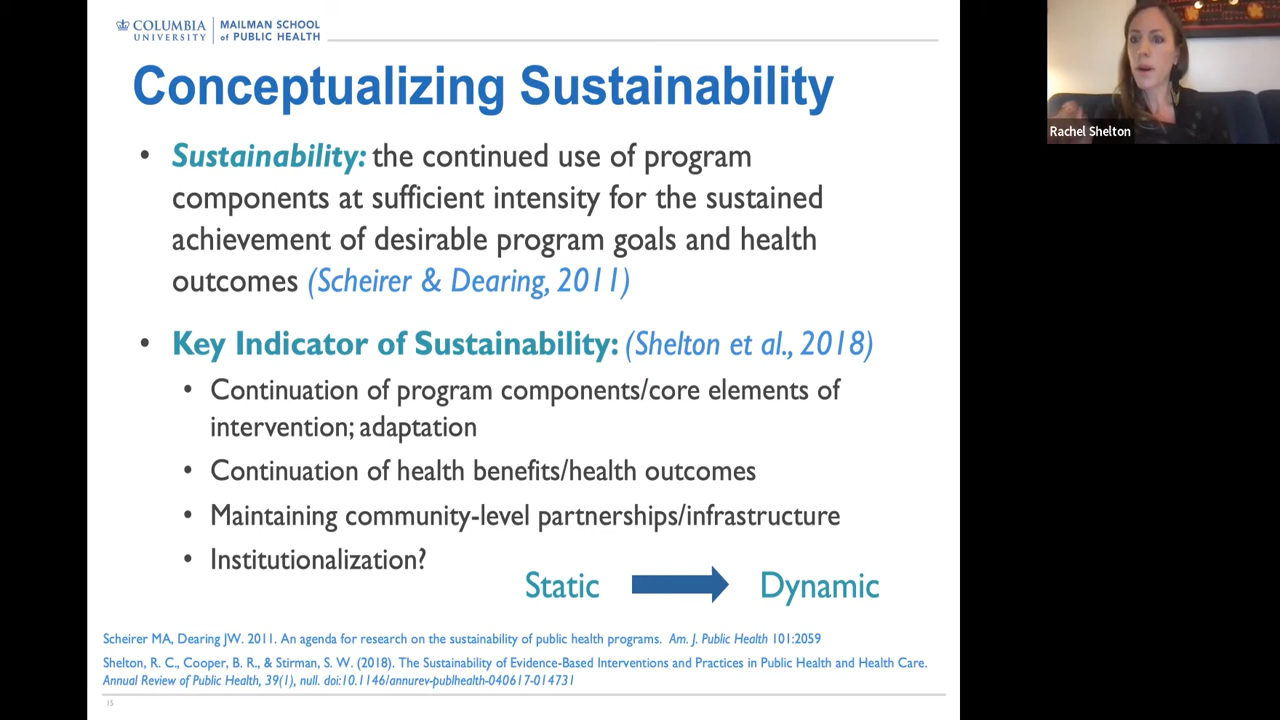 COLUMBIA UNIVERSITY
MAILMAN SCHOOL of PUBLIC HEALTH
Conceptualizing Sustainability
• Sustainability: the continued use of program
components at sufficient intensity for the sustained
achievement of desirable program goals and health
outcomes (Scheirer & Dearing, 2011)
• Key Indicator of Sustainability: (Shelton et al., 2018)
• Continuation of program components/core elements of
intervention; adaptation
• Continuation of health benefits/health outcomes
• Maintaining community-level partnerships/infrastructure
• Institutionalization?
Static Dynamic
Scheirer MA, Dearing JW. 2011. An agenda for research on the sustainability of public health programs. Am. J. Public Health 101:2059
Shelton, R. C., Cooper, B. R., & Stirman, S. W. (2018). The Sustainability of Evidence-Based Interventions and Practices in Public Health and Health Care.
Annual Review of Public Health, 39(1), null. doi:10.1146/annurev-publhealth-040617-014731
15
Rachel Shelton